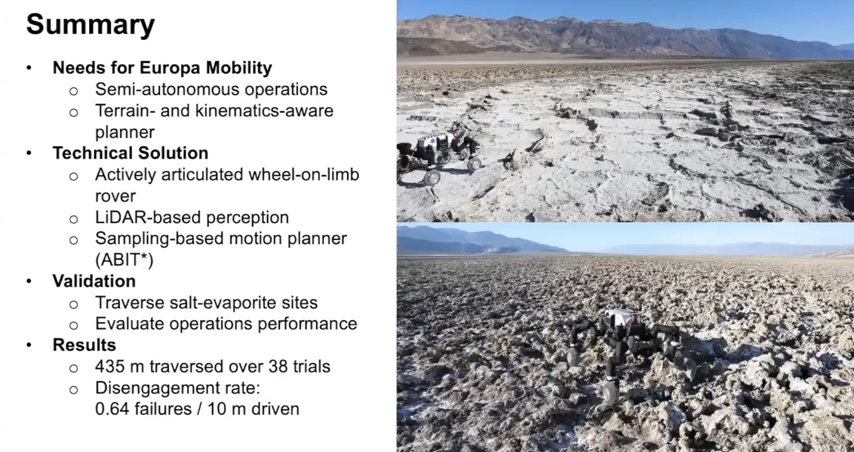 Summary
• Needs for Europa Mobility
o Semi-autonomous operations
o Terrain- and kinematics-aware
planner
• Technical Solution
o Actively articulated wheel-on-limb
rover
o LiDAR-based perception
o Sampling-based motion planner
(ABIT*)
• Validation
o Traverse salt-evaporite sites
o Evaluate operations performance
• Results
o 435 m traversed over 38 trials
o Disengagement rate:
0.64 failures / 10 m driven